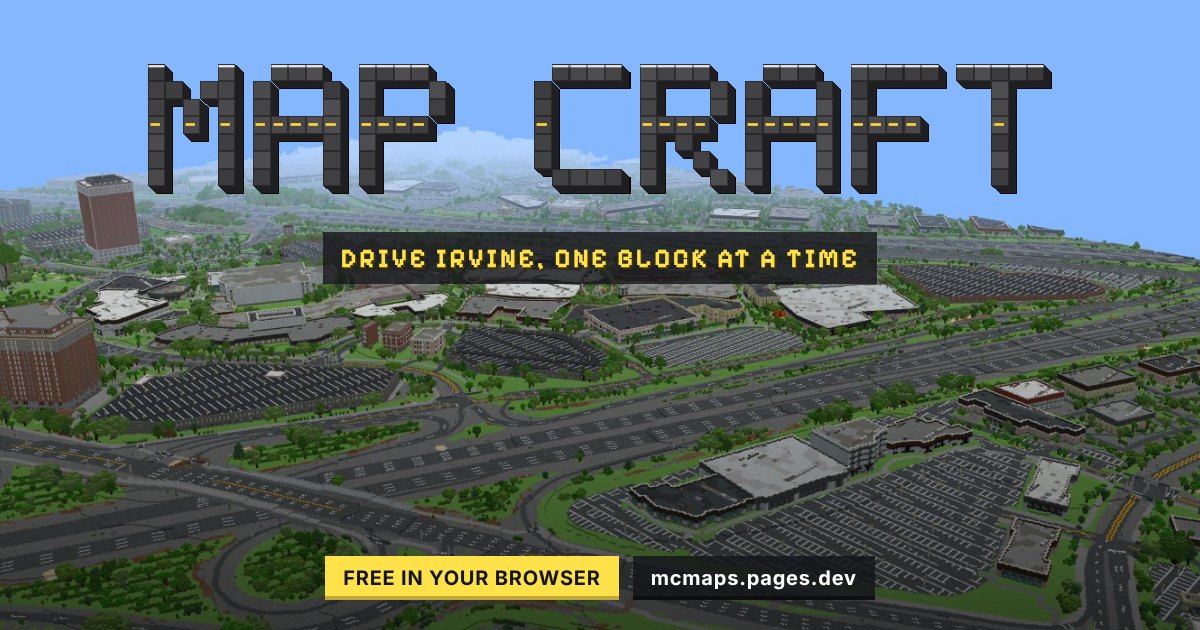 MAP CRAFT
DRIVE IRVINE, ONE BLOCK AT A TIME
FREE IN YOUR BROWSER
mcmaps.pages.dev